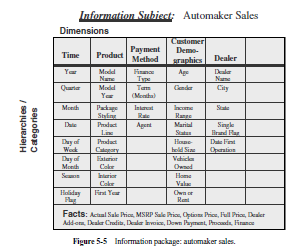 Information Subject: Automaker Sales
Dimensions
Hierarchies /
Categories
Time
Product
Payment
Method
Customer
Demo-
graphics
Dealer
Year
Model
Name
Finance
Type
Age
Dealer
Name
Quarter
Model
Year
Term
(Months)
Gender
City
Month
Package
Styling
Interest
Rate
Income
Range
State
Date
Product
Line
Agent
Marital
Status
Single
Brand Flag
Day of
Week
Product
Category
House-
hold Size
Date First
Operation
Day of
Month
Exterior
Color
Vehicles
Owned
Season
Interior
Color
Home
Value
Holiday
Flag
First Year
Own or
Rent
Facts: Actual Sale Price, MSRP Sale Price, Options Price, Full Price, Dealer
Add-ons, Dealer Credits, Dealer Invoice, Down Payment, Proceeds, Finance
Figure 5-5 Information package: automaker sales.